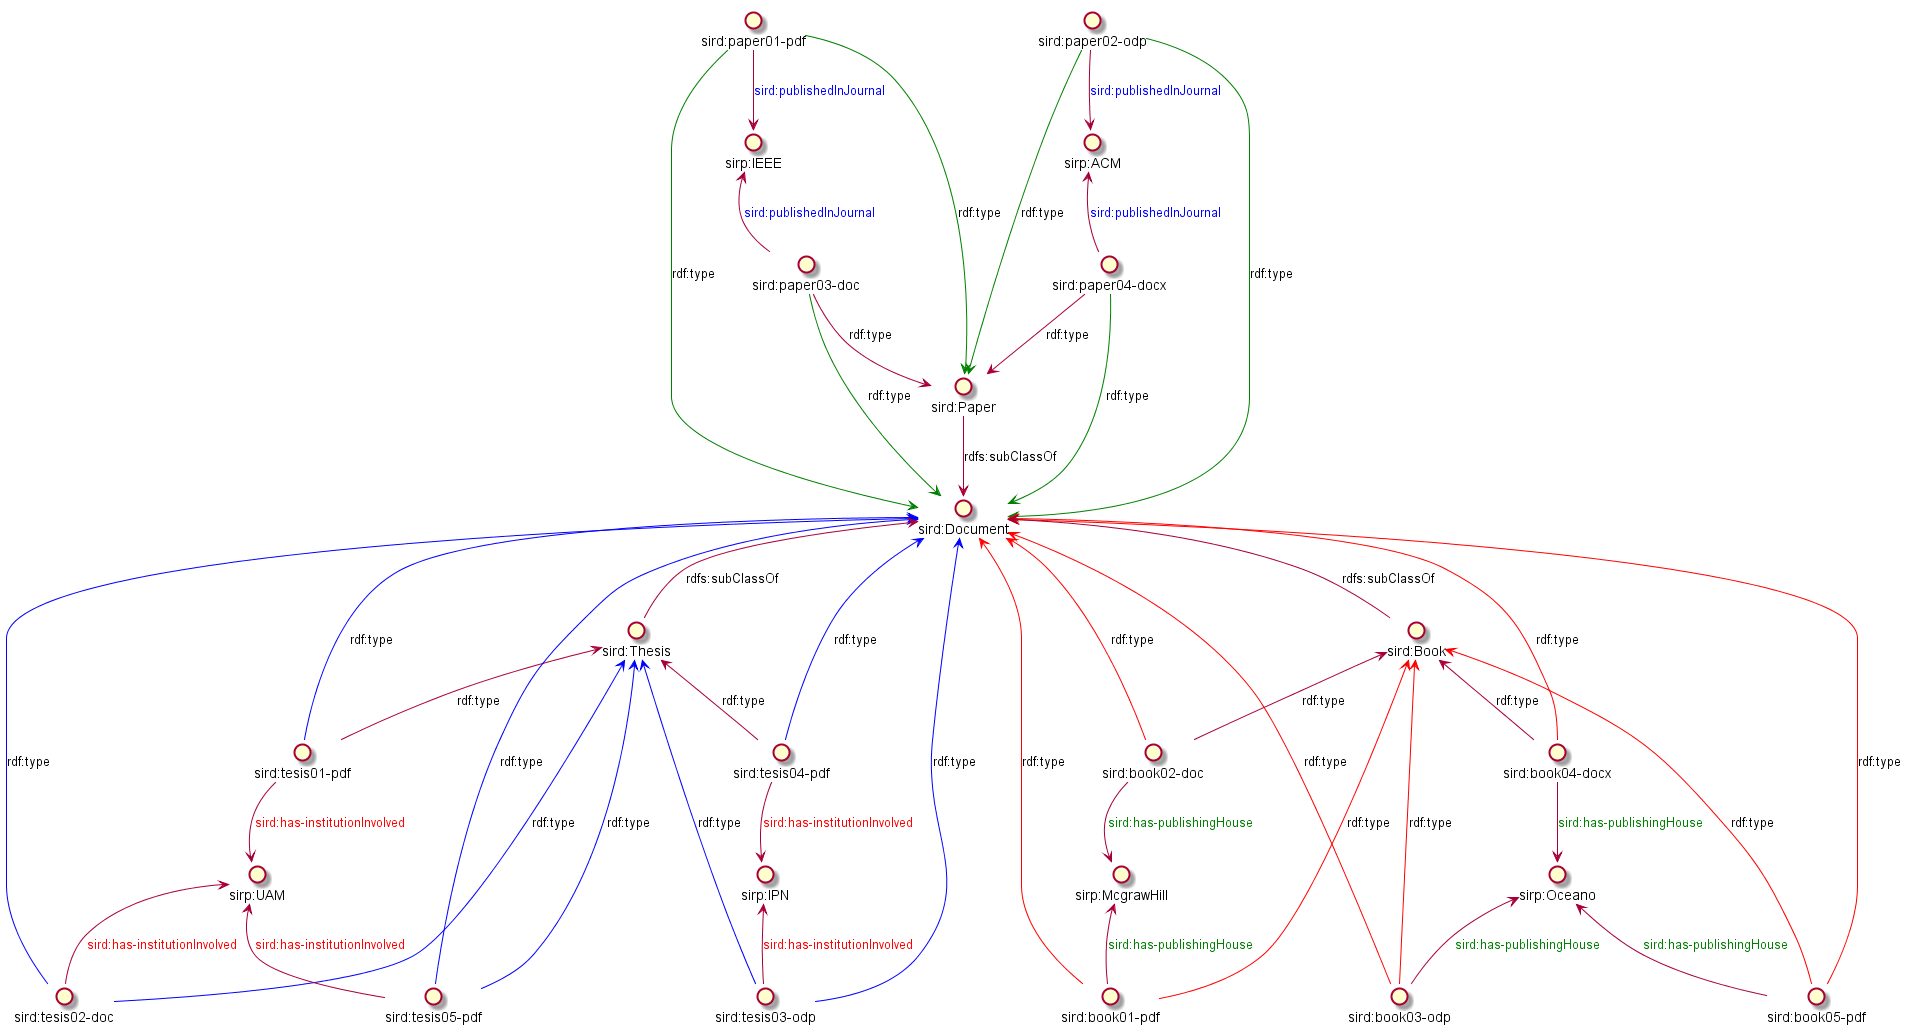 sird:paper01-pdf
sird:paper02-odp
sird:publishedInJournal
sird:publishedInJournal
sirp:IEEE
sirp:ACM
sird:publishedInJournal
rdf:type
rdf:type
sird:publishedInJournal
rdf:type
rdf:type
sird:paper03-doc
sird:paper04-docx
rdf:type
rdf:type
rdf:type
rdf:type
sird:Paper
rdfs:subClassOf
sird:Document
rdfs:subClassOf
rdfs:subClassOf
rdf:type
rdf:type
rdf:type
rdf:type
sird:Thesis
sird:Book
rdf:type
rdf:type
rdf:type
rdf:type
rdf:type
rdf:type
rdf:type
rdf:type
rdf:type
rdf:type
sird:tesis01-pdf
sird:tesis04-pdf
sird:book02-doc
sird:book04-docx
sird:has-institutionInvolved
rdf:type
rdf:type
rdf:type
sird:has-institutionInvolved
sird:has-publishingHouse
rdf:type
rdf:type
sird:has-publishingHouse
rdf:type
sirp:UAM
sirp:IPN
sirp:McgrawHill
sirp:Oceano
sird:has-institutionInvolved
sird:has-institutionInvolved
sird:has-institutionInvolved
sird:has-publishingHouse
sird:has-publishingHouse
sird:has-publishingHouse
sird:tesis02-doc
sird:tesis05-pdf
sird:tesis03-odp
sird:book01-pdf
sird:book03-odp
sird:book05-pdf